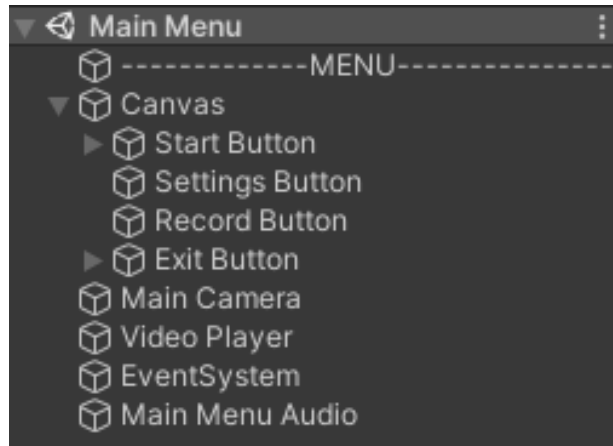 Main Menu
-------------MENU---------------
Canvas
Start Button
Settings Button
Record Button
Exit Button
Main Camera
Video Player
EventSystem
Main Menu Audio